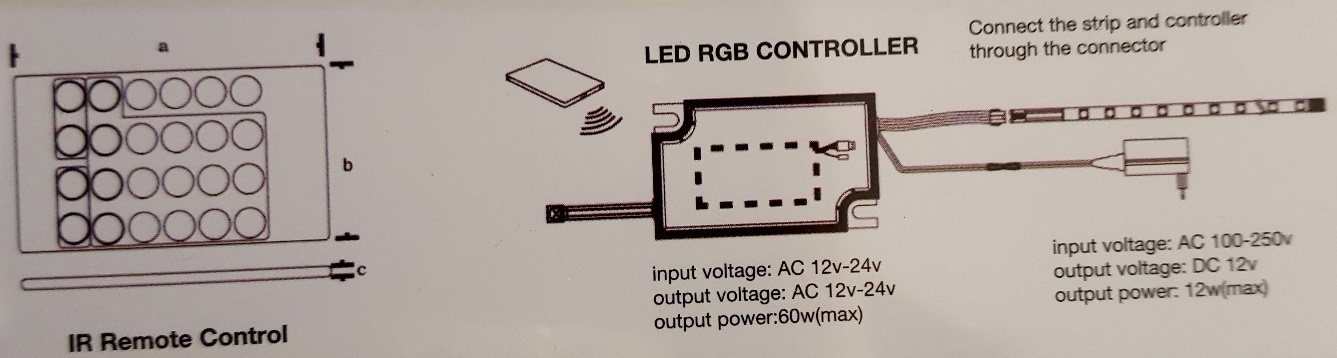 a
b
c
IR Remote Control
LED RGB CONTROLLER
Connect the strip and controller
through the connector
input voltage: AC 12v-24v
output voltage: AC 12v-24v
output power:60w(max)
input voltage: AC 100-250v
output voltage: DC 12v
output power: 12w(max)